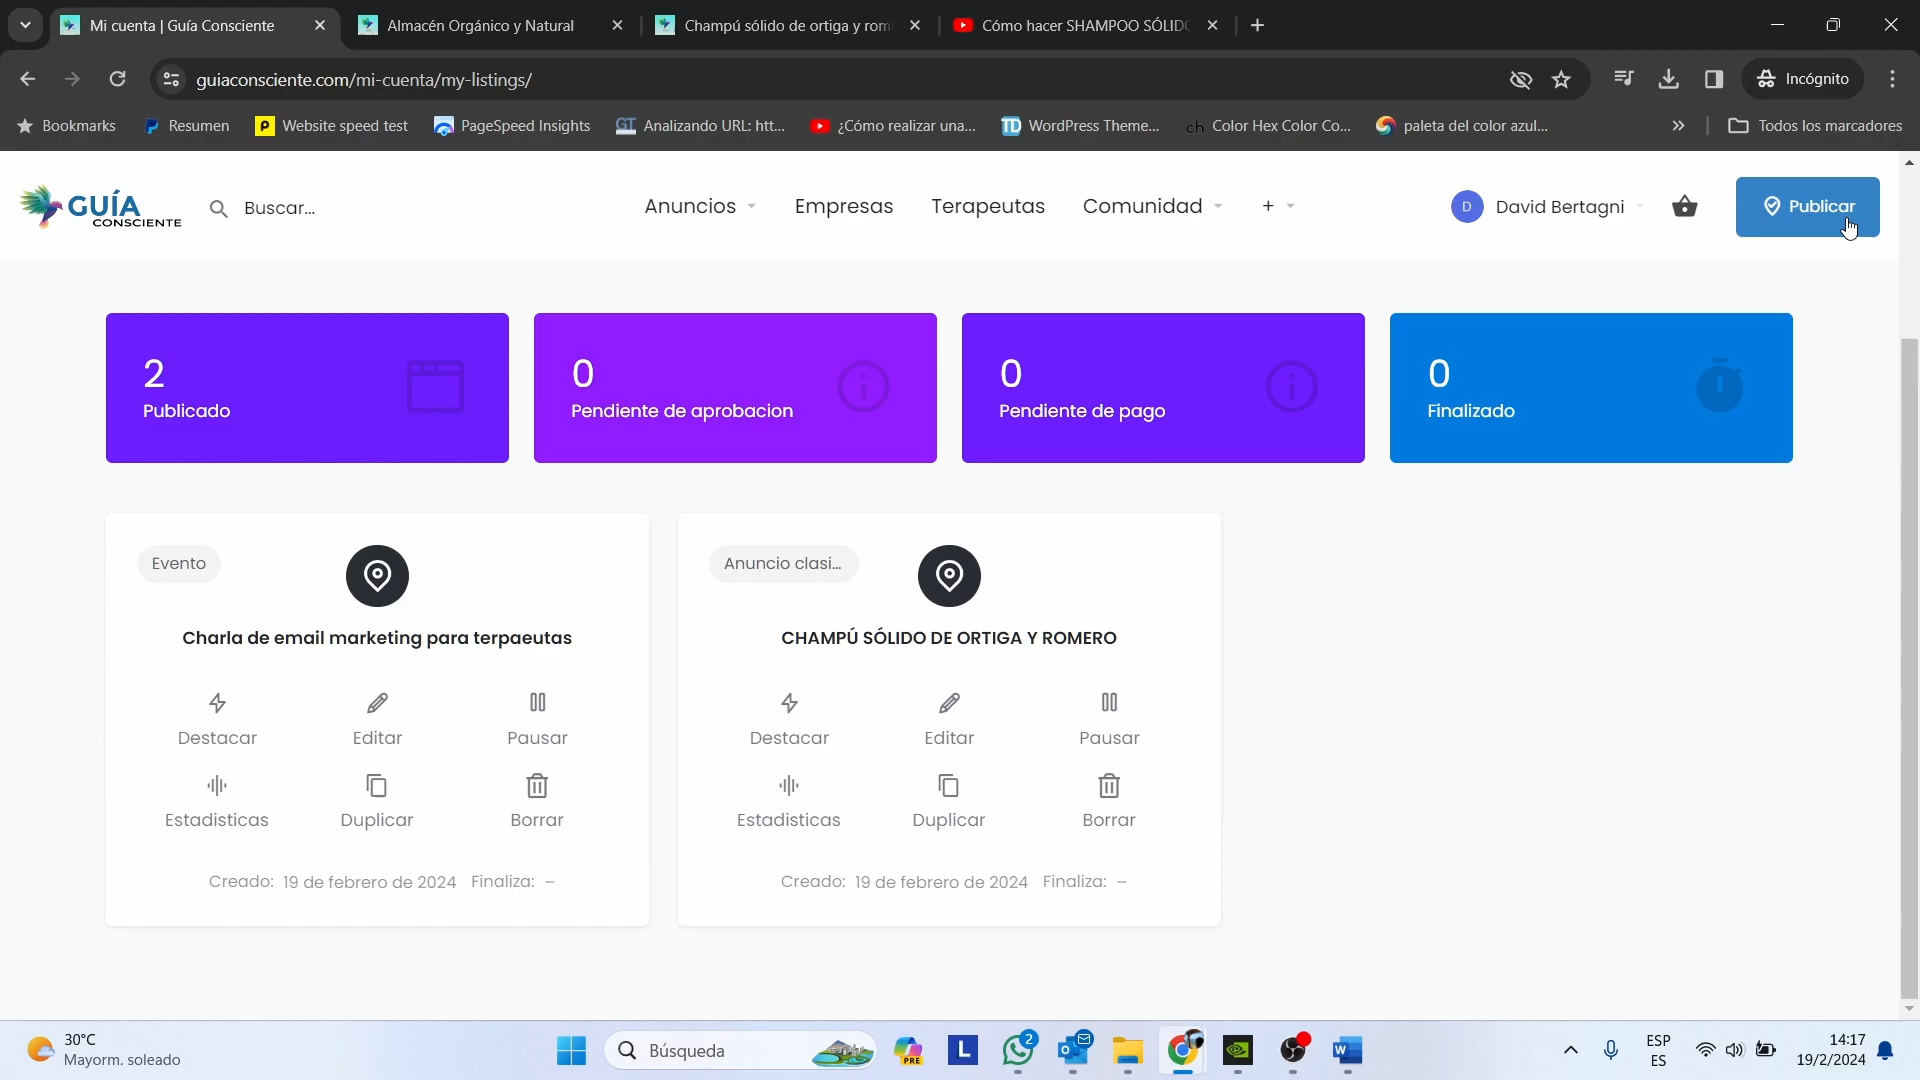 Mi cuenta | Guía Consciente
Almacén Orgánico y Natural
Champú sólido de ortiga y rom
Cómo hacer SHAMPOO SÓLID
guiaconsciente.com/mi-cuenta/my-listings/
Incógnito
Bookmarks
Resumen
Website speed test
PageSpeed Insights
GT Analizando URL: htt...
¿Cómo realizar una...
TD WordPress Theme...
ch Color Hex Color Co...
paleta del color azul...
»
Todos los marcadores
GUÍA
CONSCIENTE
Buscar...
Anuncios
Empresas
Terapeutas
Comunidad
+
D David Bertagni
Publicar
2
Publicado
0
Pendiente de aprobacion
0
Pendiente de pago
0
Finalizado
Evento
Charla de email marketing para terpaeutas
Destacar
Editar
Pausar
Estadisticas
Duplicar
Borrar
Creado: 19 de febrero de 2024 Finaliza: –
Anuncio clasi...
CHAMPÚ SÓLIDO DE ORTIGA Y ROMERO
Destacar
Editar
Pausar
Estadisticas
Duplicar
Borrar
Creado: 19 de febrero de 2024 Finaliza: –
30°C
Mayorm. soleado
Búsqueda
PRE
L
2
W
ESP
ES
14:17
19/2/2024